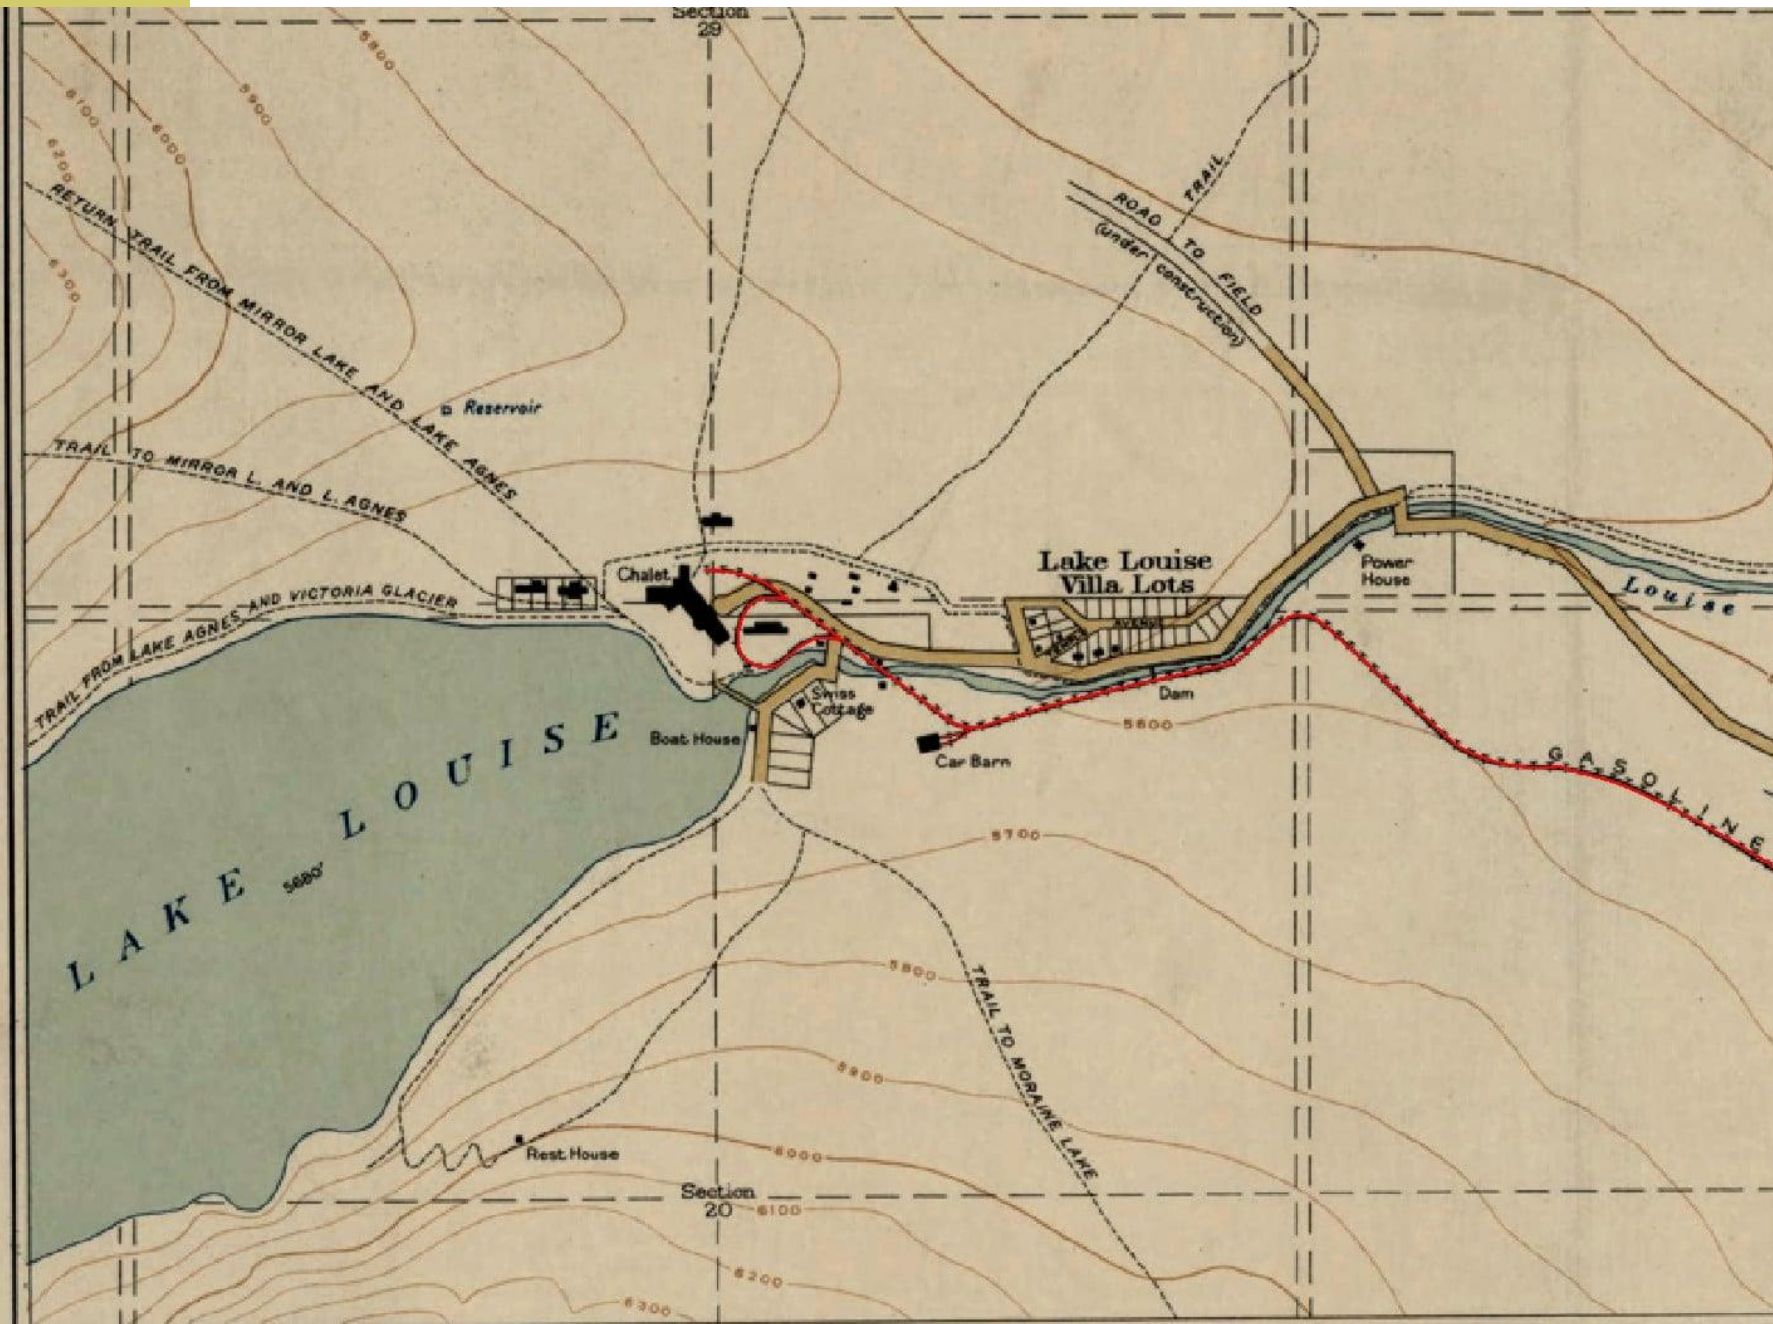 Section
29
5800
5900
6100
6000
6200
6300
RETURN TRAIL FROM MIRROR LAKE AND LAKE AGNES
TRAIL
ROAD TO FIELD
(under construction)
Reservoir
TRAIL TO MIRROR L. AND L. AGNES
Chalet
Lake Louise
Villa Lots
AVENUE
Power
House
Louise
TRAIL FROM LAKE AGNES AND VICTORIA GLACIER
Swiss
Cottage
Dam
5600
Boat House
Car Barn
GASOLINE
LAKE LOUISE
5680'
5700
5800
TRAIL TO MORAINE LAKE
5900
Rest House
6000
Section
20
6100
6200
6300